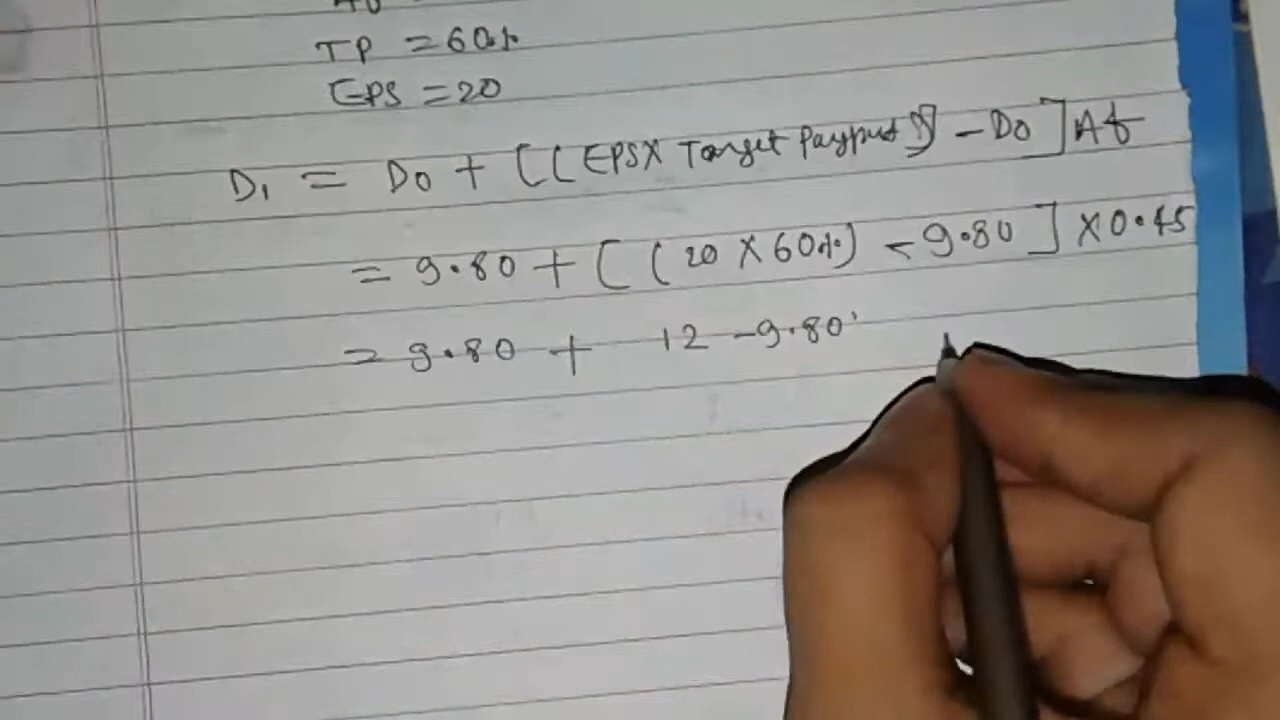 TP = 60%
EPS = 20
D₁ = D0 + [((EPS X Target Payput)] - D0] Af
= 9.80 + [(20 X 60%) - 9.80] X 0.45
= 9.80 + 12 - 9.80